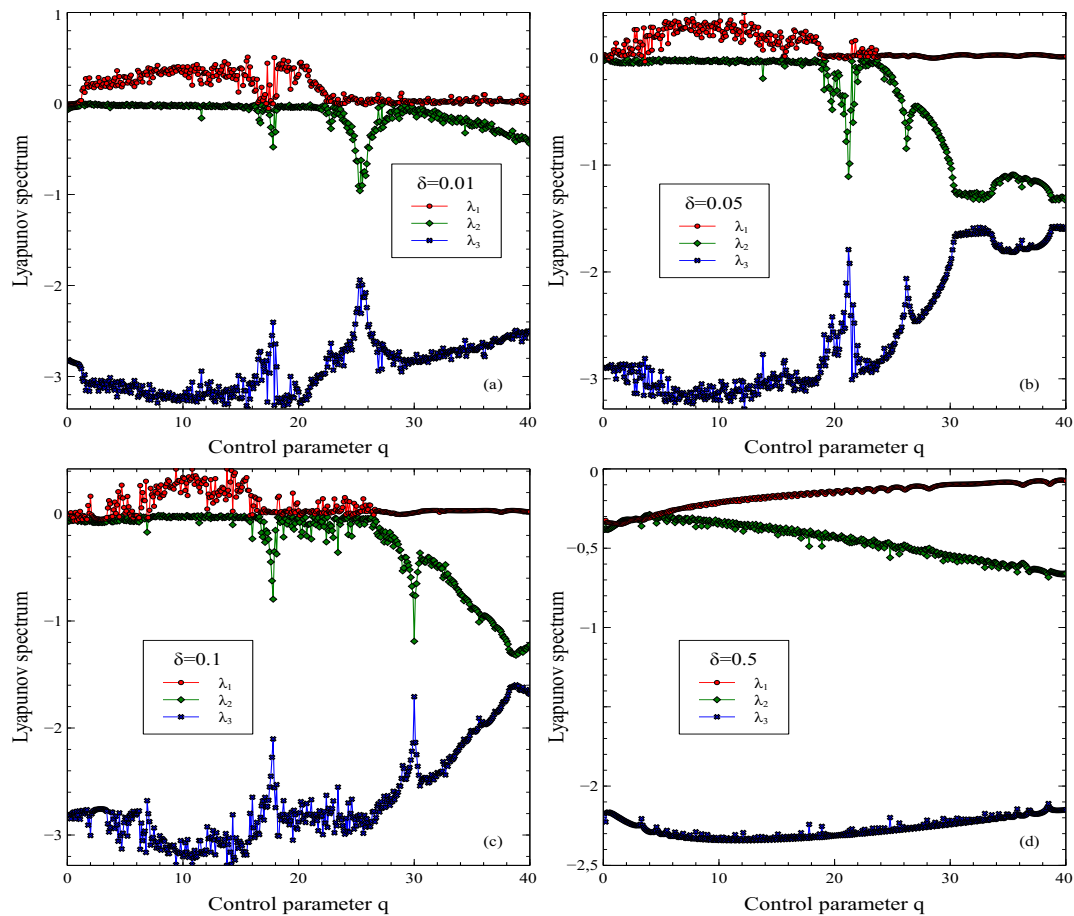 1
0
−1
−2
−3
Lyapunov spectrum
δ=0.01
λ1
λ2
λ3
(a)
0 10 20 30 40
Control parameter q
0
−1
−2
−3
Lyapunov spectrum
δ=0.05
λ1
λ2
λ3
(b)
0 10 20 30 40
Control parameter q
0
−1
−2
−3
Lyapunov spectrum
δ=0.1
λ1
λ2
λ3
(c)
0 10 20 30 40
Control parameter q
0
−0,5
−1
−2
−2,5
Lyapunov spectrum
δ=0.5
λ1
λ2
λ3
(d)
0 10 20 30 40
Control parameter q